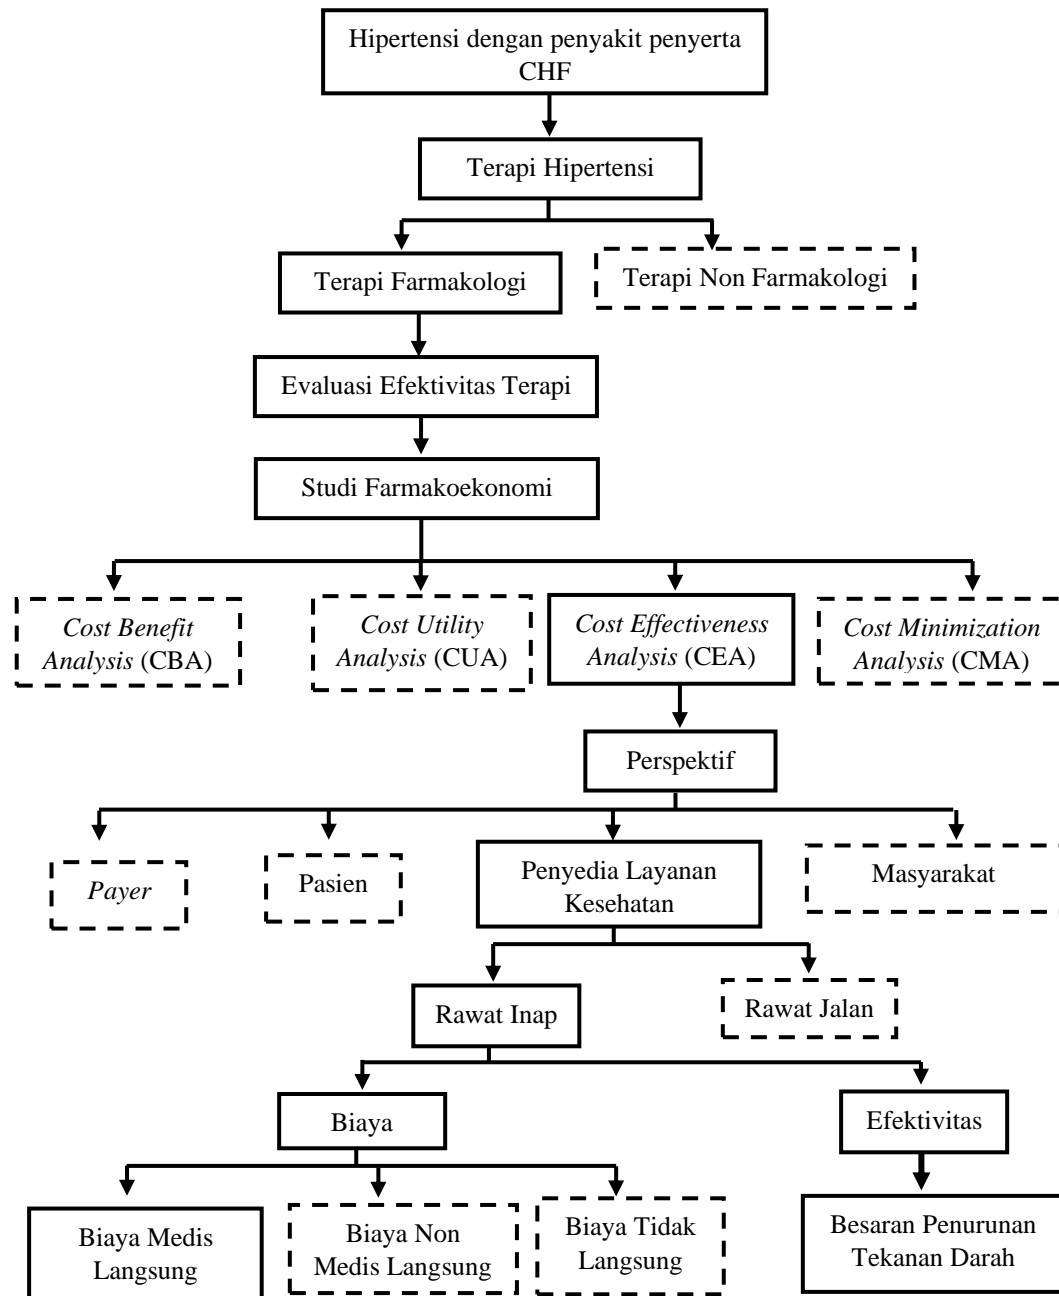 Hipertensi dengan penyakit penyerta
CHF
Terapi Hipertensi
Terapi Farmakologi
Terapi Non Farmakologi
Evaluasi Efektivitas Terapi
Studi Farmakoekonomi
Cost Benefit
Analysis (CBA)
Cost Utility
Analysis (CUA)
Cost Effectiveness
Analysis (CEA)
Cost Minimization
Analysis (CMA)
Perspektif
Payer
Pasien
Penyedia Layanan
Kesehatan
Masyarakat
Rawat Inap
Rawat Jalan
Biaya
Efektivitas
Biaya Medis
Langsung
Biaya Non
Medis Langsung
Biaya Tidak
Langsung
Besaran Penurunan
Tekanan Darah